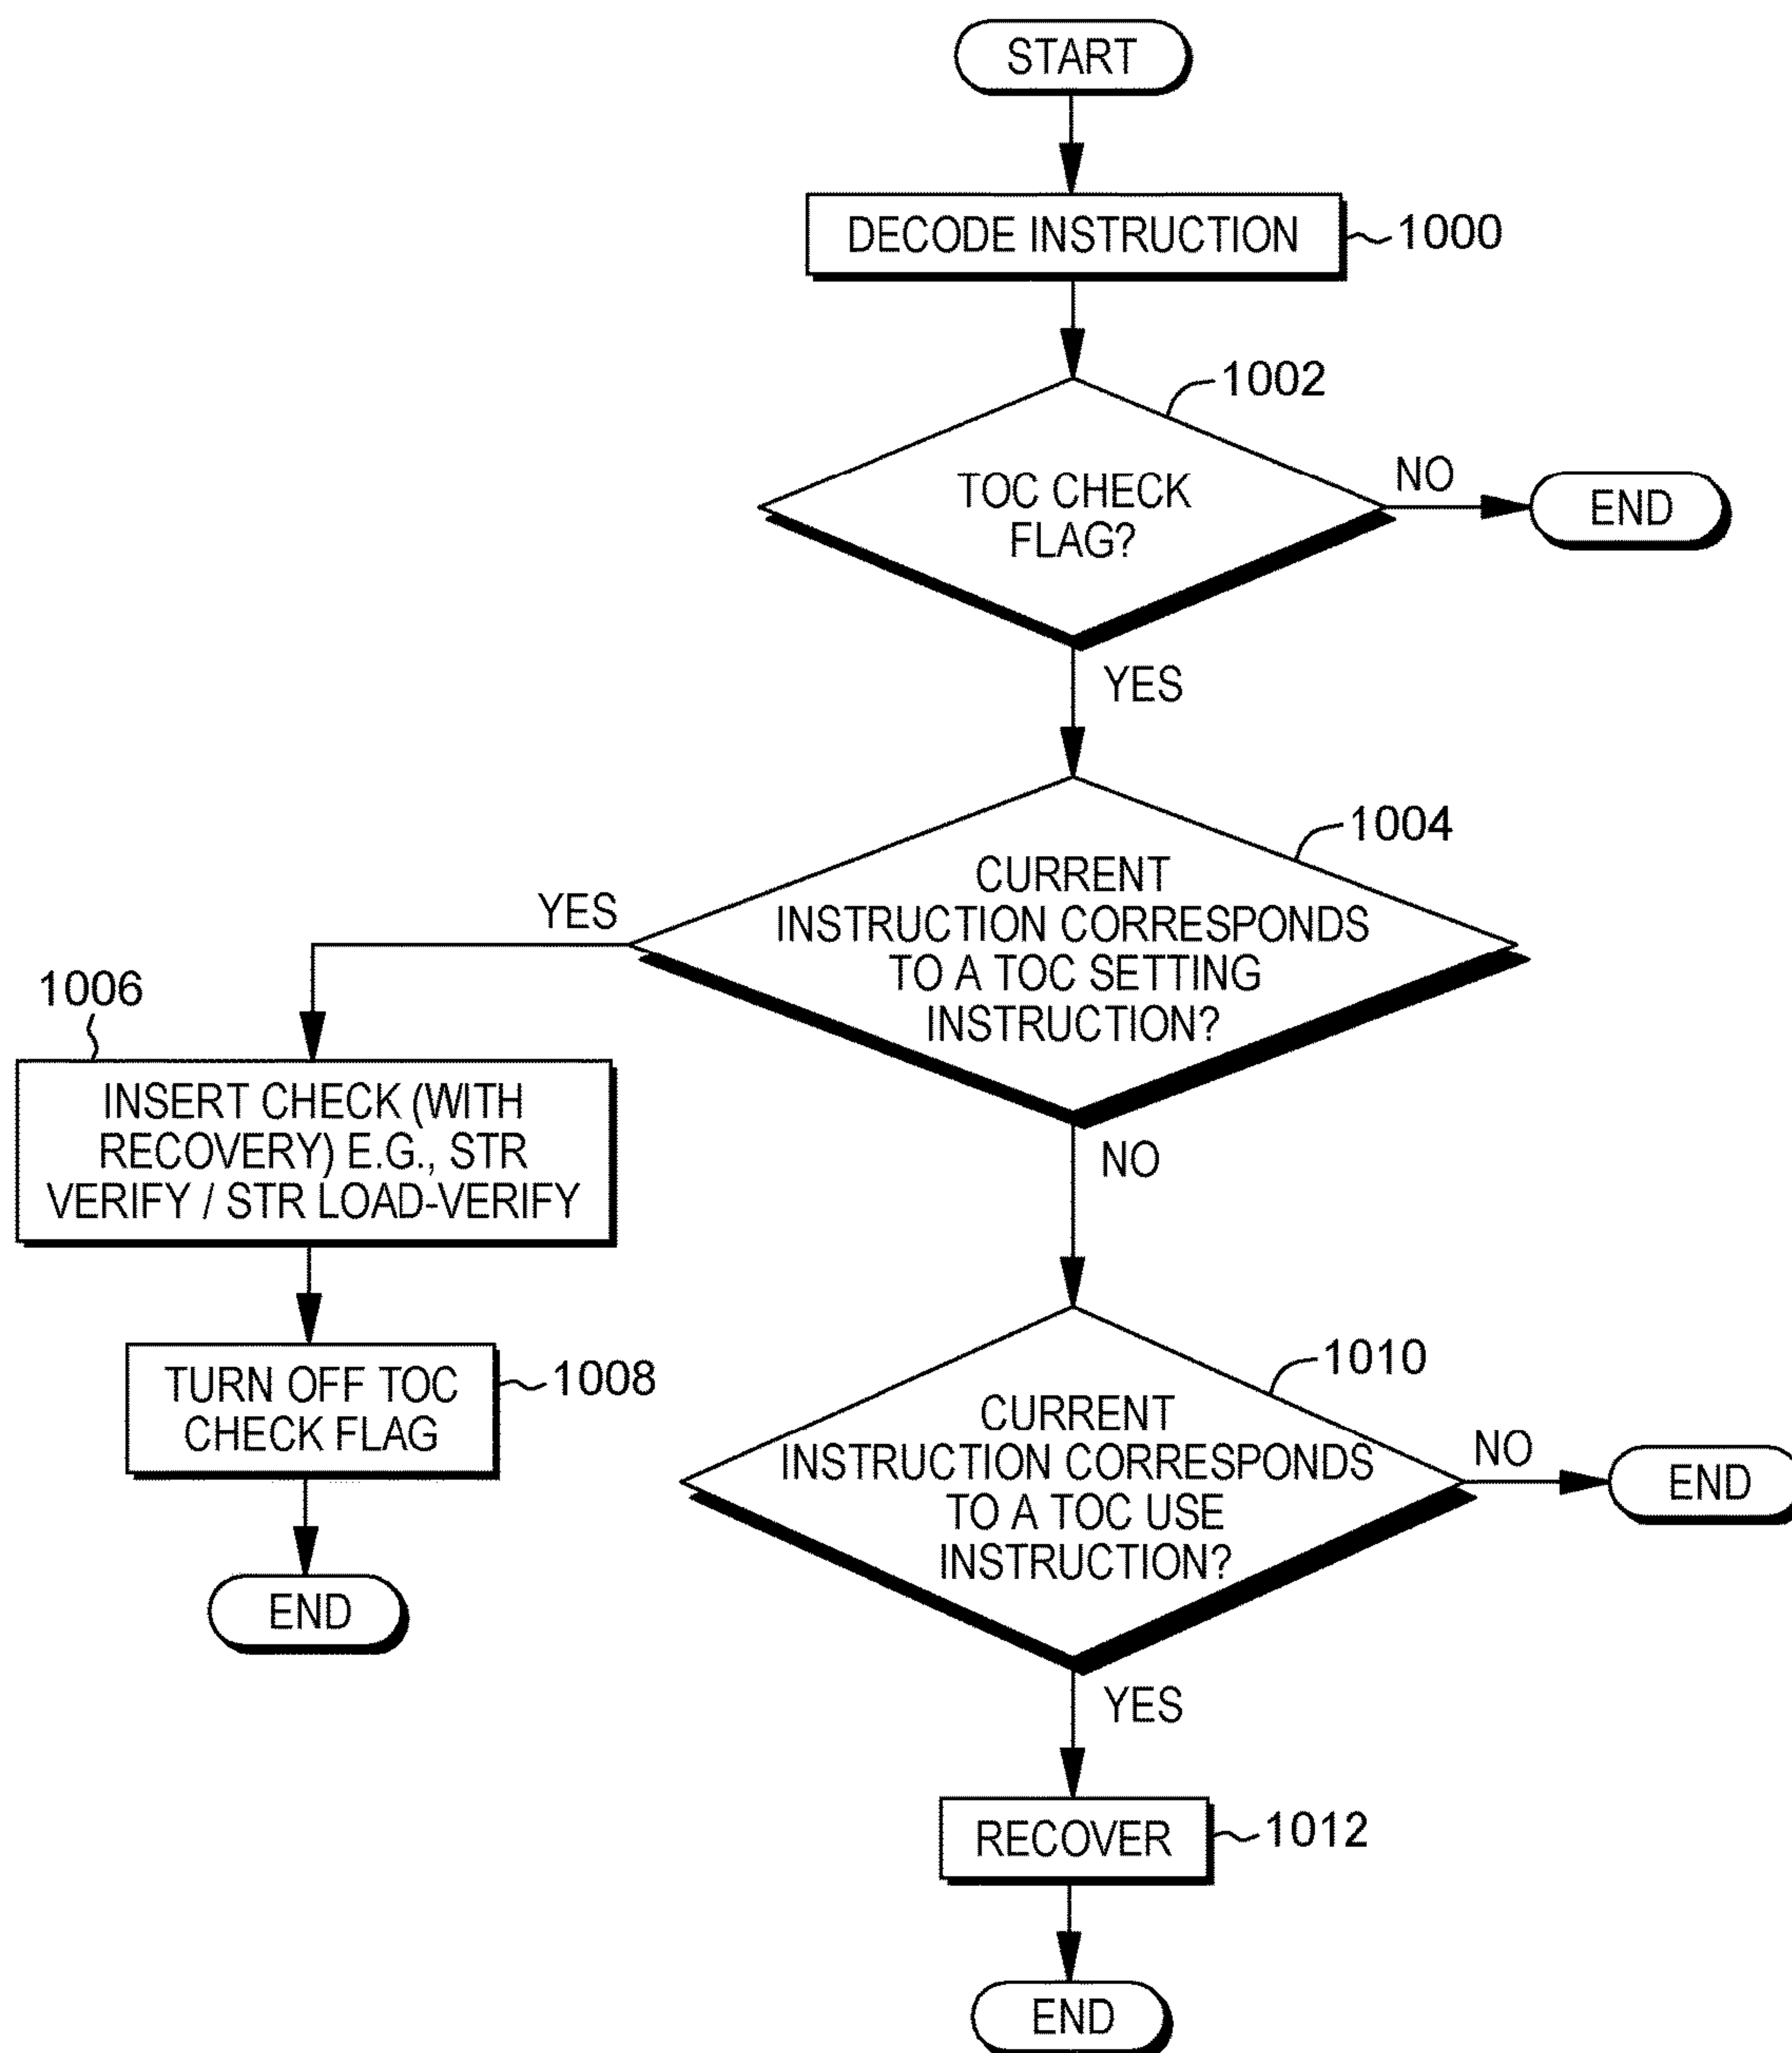 START
DECODE INSTRUCTION
1000
1002
TOC CHECK
FLAG?
NO
END
YES
1004
CURRENT
INSTRUCTION CORRESPONDS
TO A TOC SETTING
INSTRUCTION?
YES
1006
INSERT CHECK (WITH
RECOVERY) E.G., STR
VERIFY / STR LOAD-VERIFY
TURN OFF TOC
CHECK FLAG
1008
END
NO
1010
CURRENT
INSTRUCTION CORRESPONDS
TO A TOC USE
INSTRUCTION?
NO
END
YES
RECOVER
1012
END